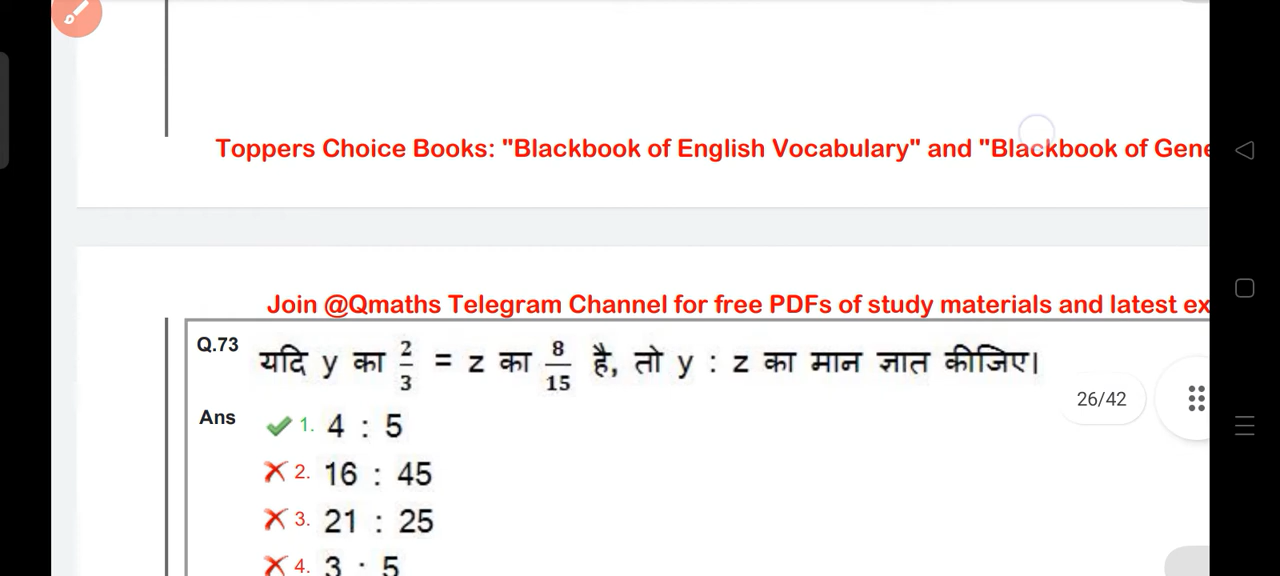 Toppers Choice Books: "Blackbook of English Vocabulary" and "Blackbook of Gene
Join @Qmaths Telegram Channel for free PDFs of study materials and latest ex
Q.73 यदि y का 2/3 = z का 8/15 है, तो y : z का मान ज्ञात कीजिए।
26/42
Ans 1. 4 : 5
2. 16 : 45
3. 21 : 25
4. 3 : 5